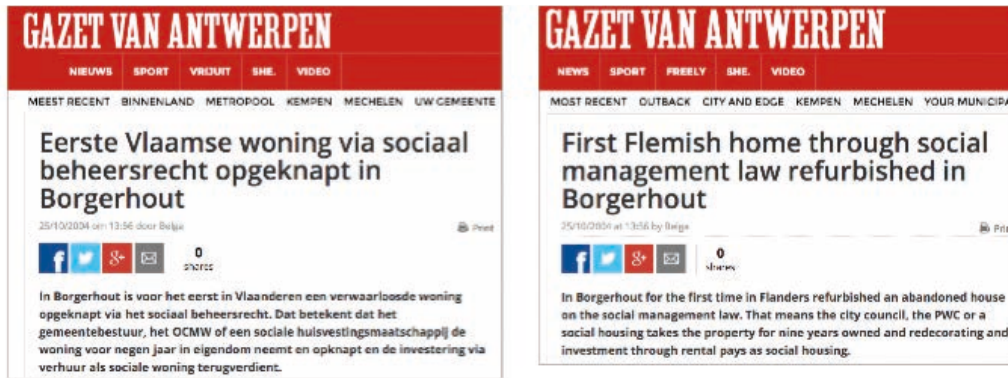 GAZET VAN ANTWERPEN
NIEUWS SPORT VRIJUIT SHE. VIDEO
MEEST RECENT BINNENLAND METROPOOL KEMPEN MECHELEN UW GEMEENTE
Eerste Vlaamse woning via sociaal
beheersrecht opgeknapt in
Borgerhout
25/10/2004 om 13:56 door Belga
Print
f 8+ 0
shares
In Borgerhout is voor het eerst in Vlaanderen een verwaarloosde woning
opgeknapt via het sociaal beheersrecht. Dat betekent dat het
gemeentebestuur, het OCMW of een sociale huisvestingsmaatschappij de
woning voor negen jaar in eigendom neemt en opknapt en de investering via
verhuur als sociale woning terugverdient.
GAZET VAN ANTWERPEN
NEWS SPORT FREELY SHE. VIDEO
MOST RECENT OUTBACK CITY AND EDGE KEMPEN MECHELEN YOUR MUNICIPA
First Flemish home through social
management law refurbished in
Borgerhout
25/10/2004 at 13:56 by Belga
Prin
f 8+ 0
shares
In Borgerhout for the first time in Flanders refurbished an abandoned house
on the social management law. That means the city council, the PWC or a
social housing takes the property for nine years owned and redecorating and
investment through rental pays as social housing.